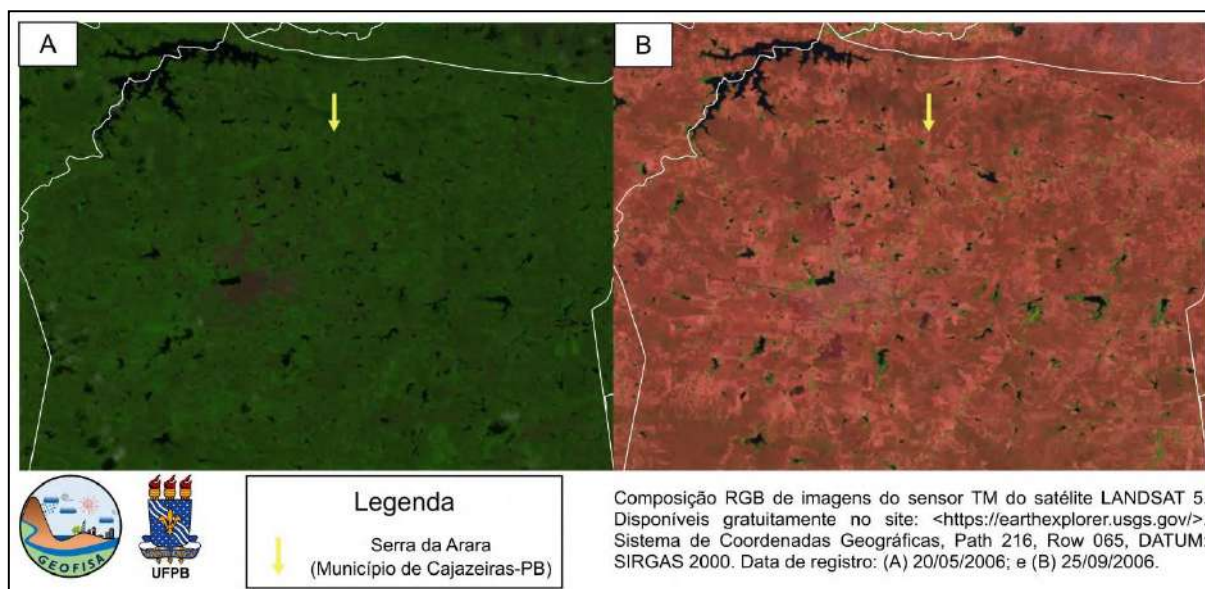 A
B
GEOFISA
UFPB
Legenda
Serra da Arara
(Município de Cajazeiras-PB)
Composição RGB de imagens do sensor TM do satélite LANDSAT 5.
Disponíveis gratuitamente no site: <https://earthexplorer.usgs.gov/>.
Sistema de Coordenadas Geográficas, Path 216, Row 065, DATUM:
SIRGAS 2000. Data de registro: (A) 20/05/2006; e (B) 25/09/2006.